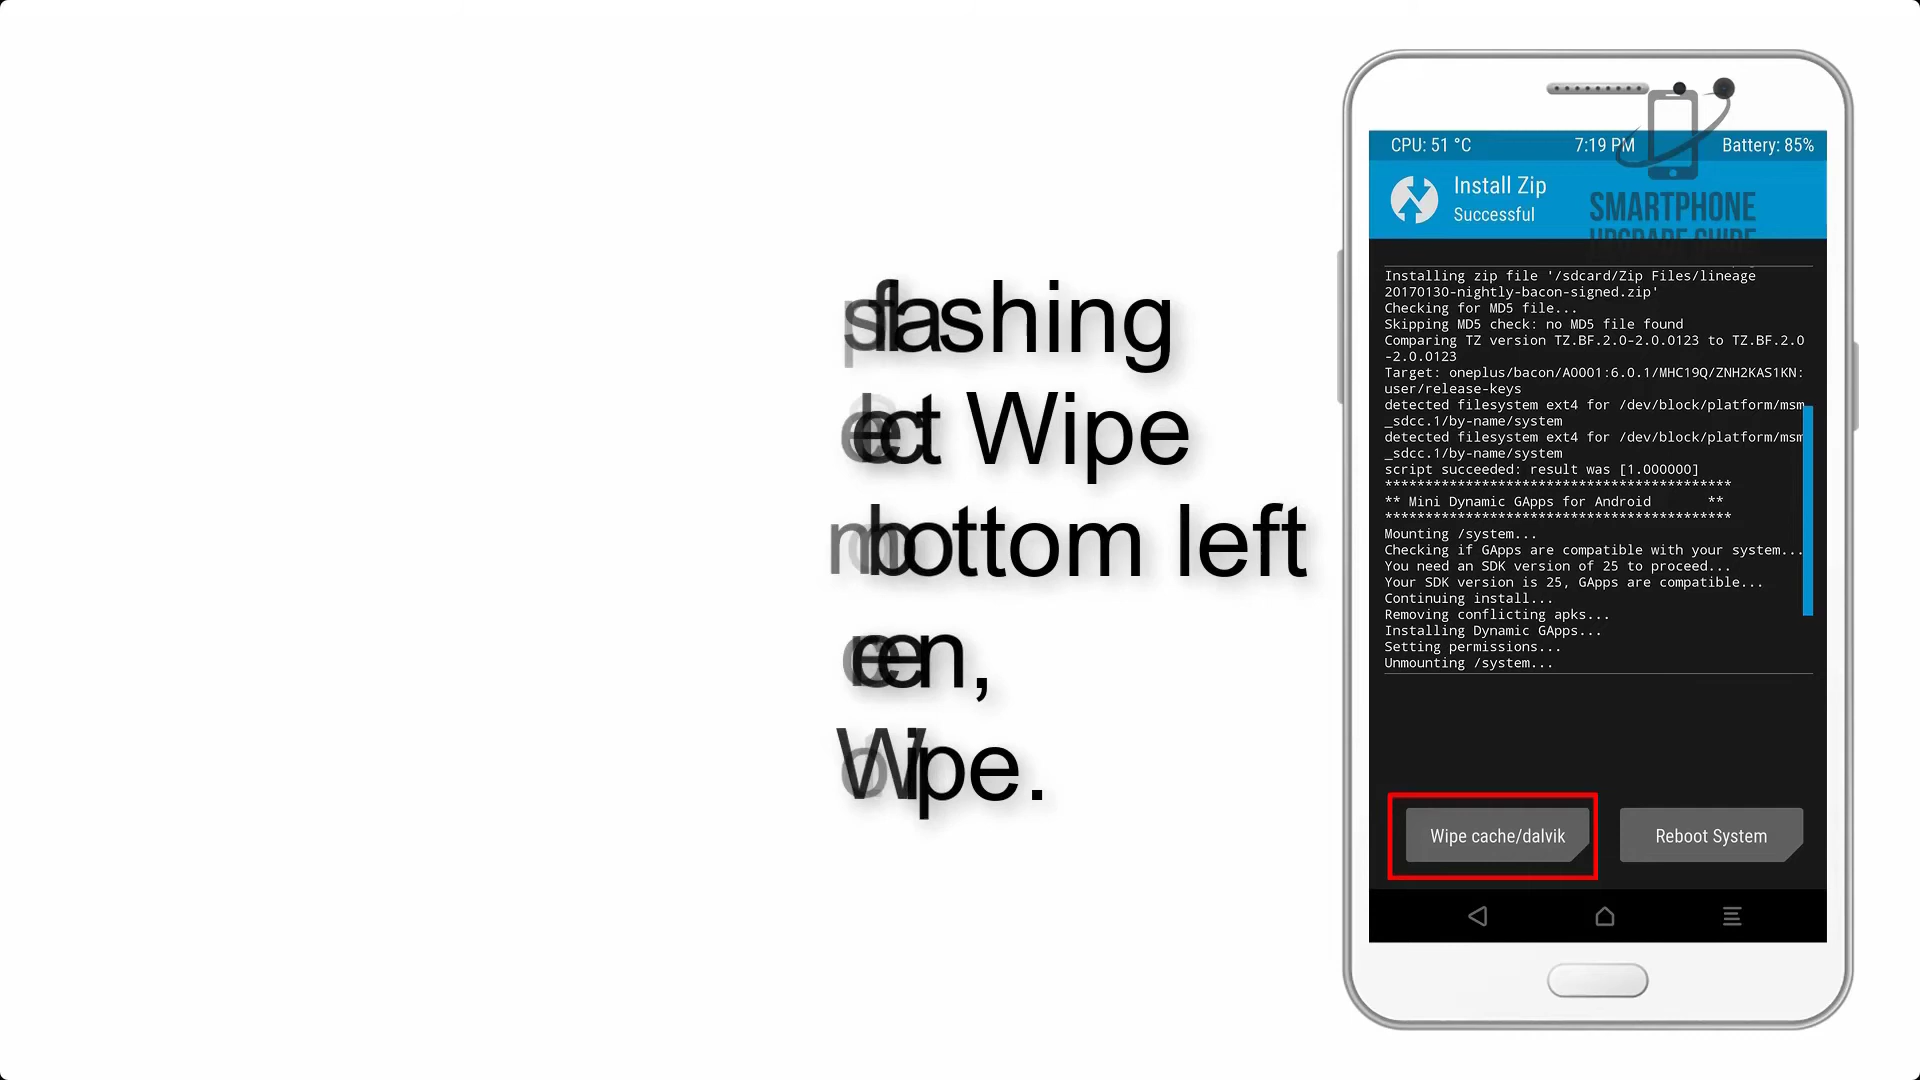 flashing
Wipe
bottom left
Wipe.
CPU: 51 °C 7:19 PM Battery: 85%
Install Zip
Successful
SMARTPHONE
UPGRADE GUIDE
Installing zip file '/sdcard/Zip Files/lineage
20170130-nightly-bacon-signed.zip'
Checking for MD5 file...
Skipping MD5 check: no MD5 file found
Comparing TZ version TZ.BF.2.0-2.0.0123 to TZ.BF.2.0
-2.0.0123
Target: oneplus/bacon/A0001:6.0.1/MHC19Q/ZNH2KAS1KN:
user/release-keys
detected filesystem ext4 for /dev/block/platform/msm
_sdcc.1/by-name/system
detected filesystem ext4 for /dev/block/platform/msm
_sdcc.1/by-name/system
script succeeded: result was [1.000000]
*******************************************
** Mini Dynamic GApps for Android **
*******************************************
Mounting /system...
Checking if GApps are compatible with your system...
You need an SDK version of 25 to proceed...
Your SDK version is 25, GApps are compatible...
Continuing install...
Removing conflicting apks...
Installing Dynamic GApps...
Setting permissions...
Unmounting /system...
Wipe cache/dalvik Reboot System